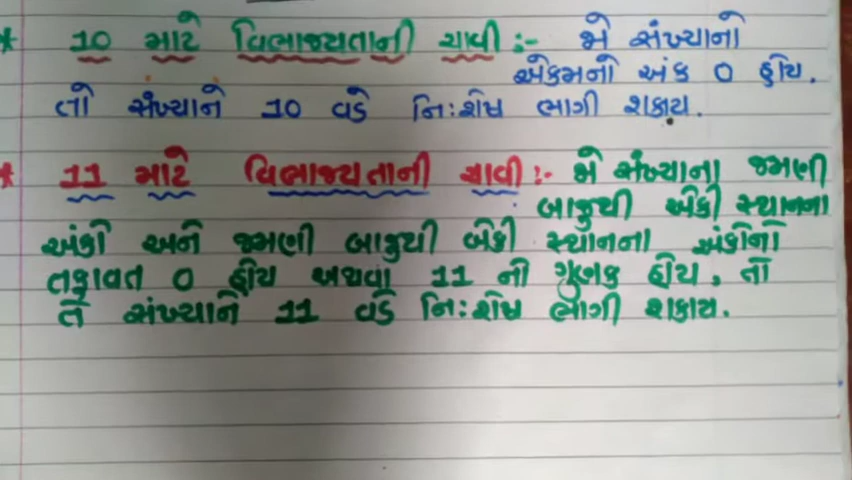 * 10 માટે વિભાજ્યતાની ચાવી :- જે સંખ્યાનો
એકમનો અંક 0 હોય.
તો સંખ્યાને 10 વડે નિ:શેષ ભાગી શકાય.
* 11 માટે વિભાજ્યતાની ચાવી :- જે સંખ્યાના જમણી
બાજુથી એકી સ્થાનના
અંકો અને જમણી બાજુથી બેકી સ્થાનના અંકોનો
તફાવત 0 હોય અથવા 11 નો ગુણક હોય, તો
તે સંખ્યાને 11 વડે નિ:શેષ ભાગી શકાય.